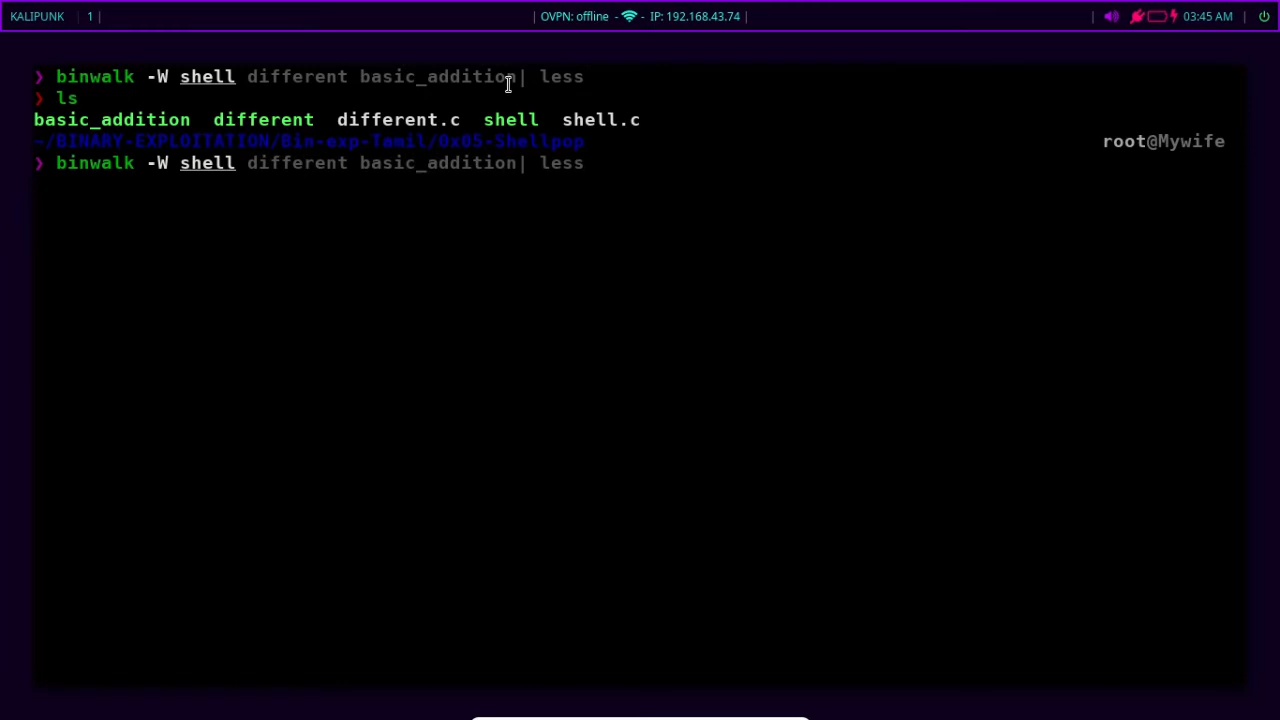 KALIPUNK | 1 | | OVPN: offline - - IP: 192.168.43.74 | | 03:45 AM |
❯ binwalk -W shell different basic_addition| less
❯ ls
basic_addition different different.c shell shell.c
~/BINARY-EXPLOITATION/Bin-exp-Tamil/0x05-Shellpop root@Mywife
❯ binwalk -W shell different basic_addition| less